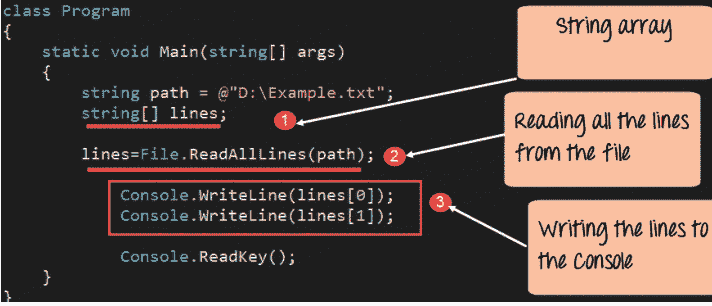 class Program
{
static void Main(string[] args)
{
string path = @"D:\Example.txt";
string[] lines;
1
lines=File.ReadAllLines(path);
2
Console.WriteLine(lines[0]);
Console.WriteLine(lines[1]);
3
Console.ReadKey();
}
}
String array
Reading all the lines
from the file
Writing the lines to
the Console